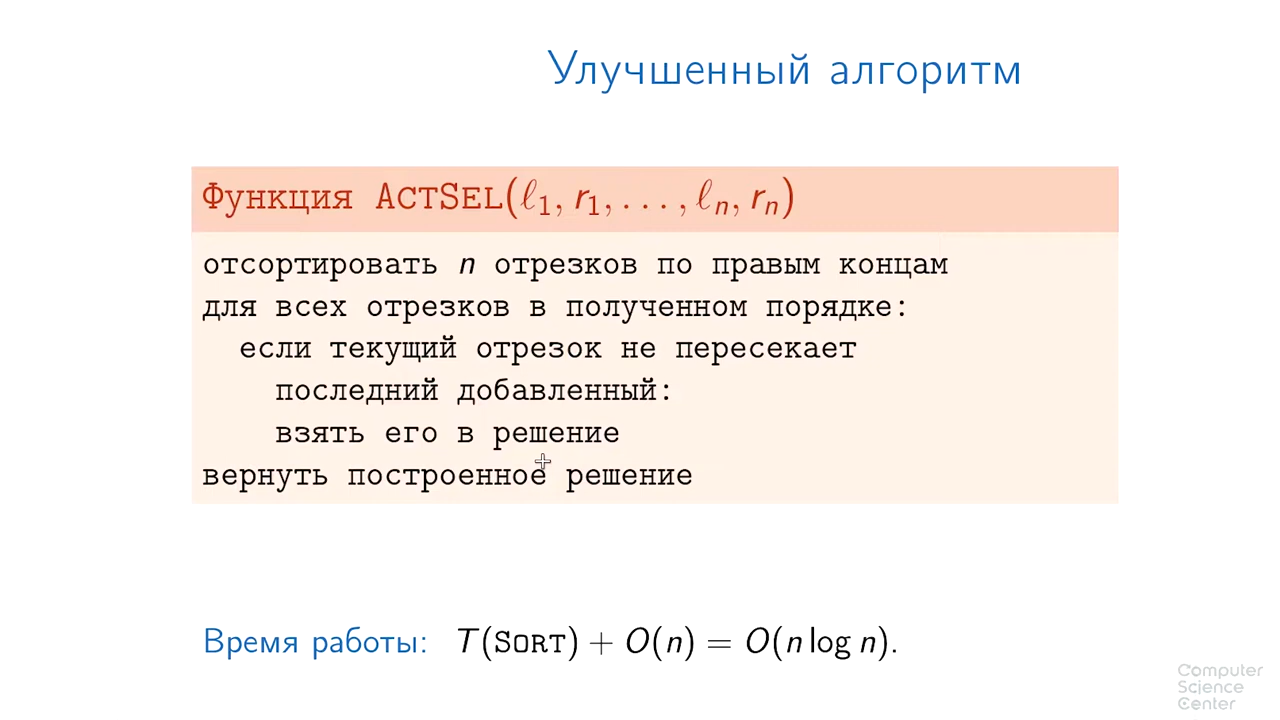 Улучшенный алгоритм
Функция ActSel(ℓ₁, r₁, . . . , ℓₙ, rₙ)
отсортировать n отрезков по правым концам
для всех отрезков в полученном порядке:
если текущий отрезок не пересекает
последний добавленный:
взять его в решение
вернуть построенное решение
Время работы: T(Sort) + O(n) = O(n log n).
Computer
Science
Center